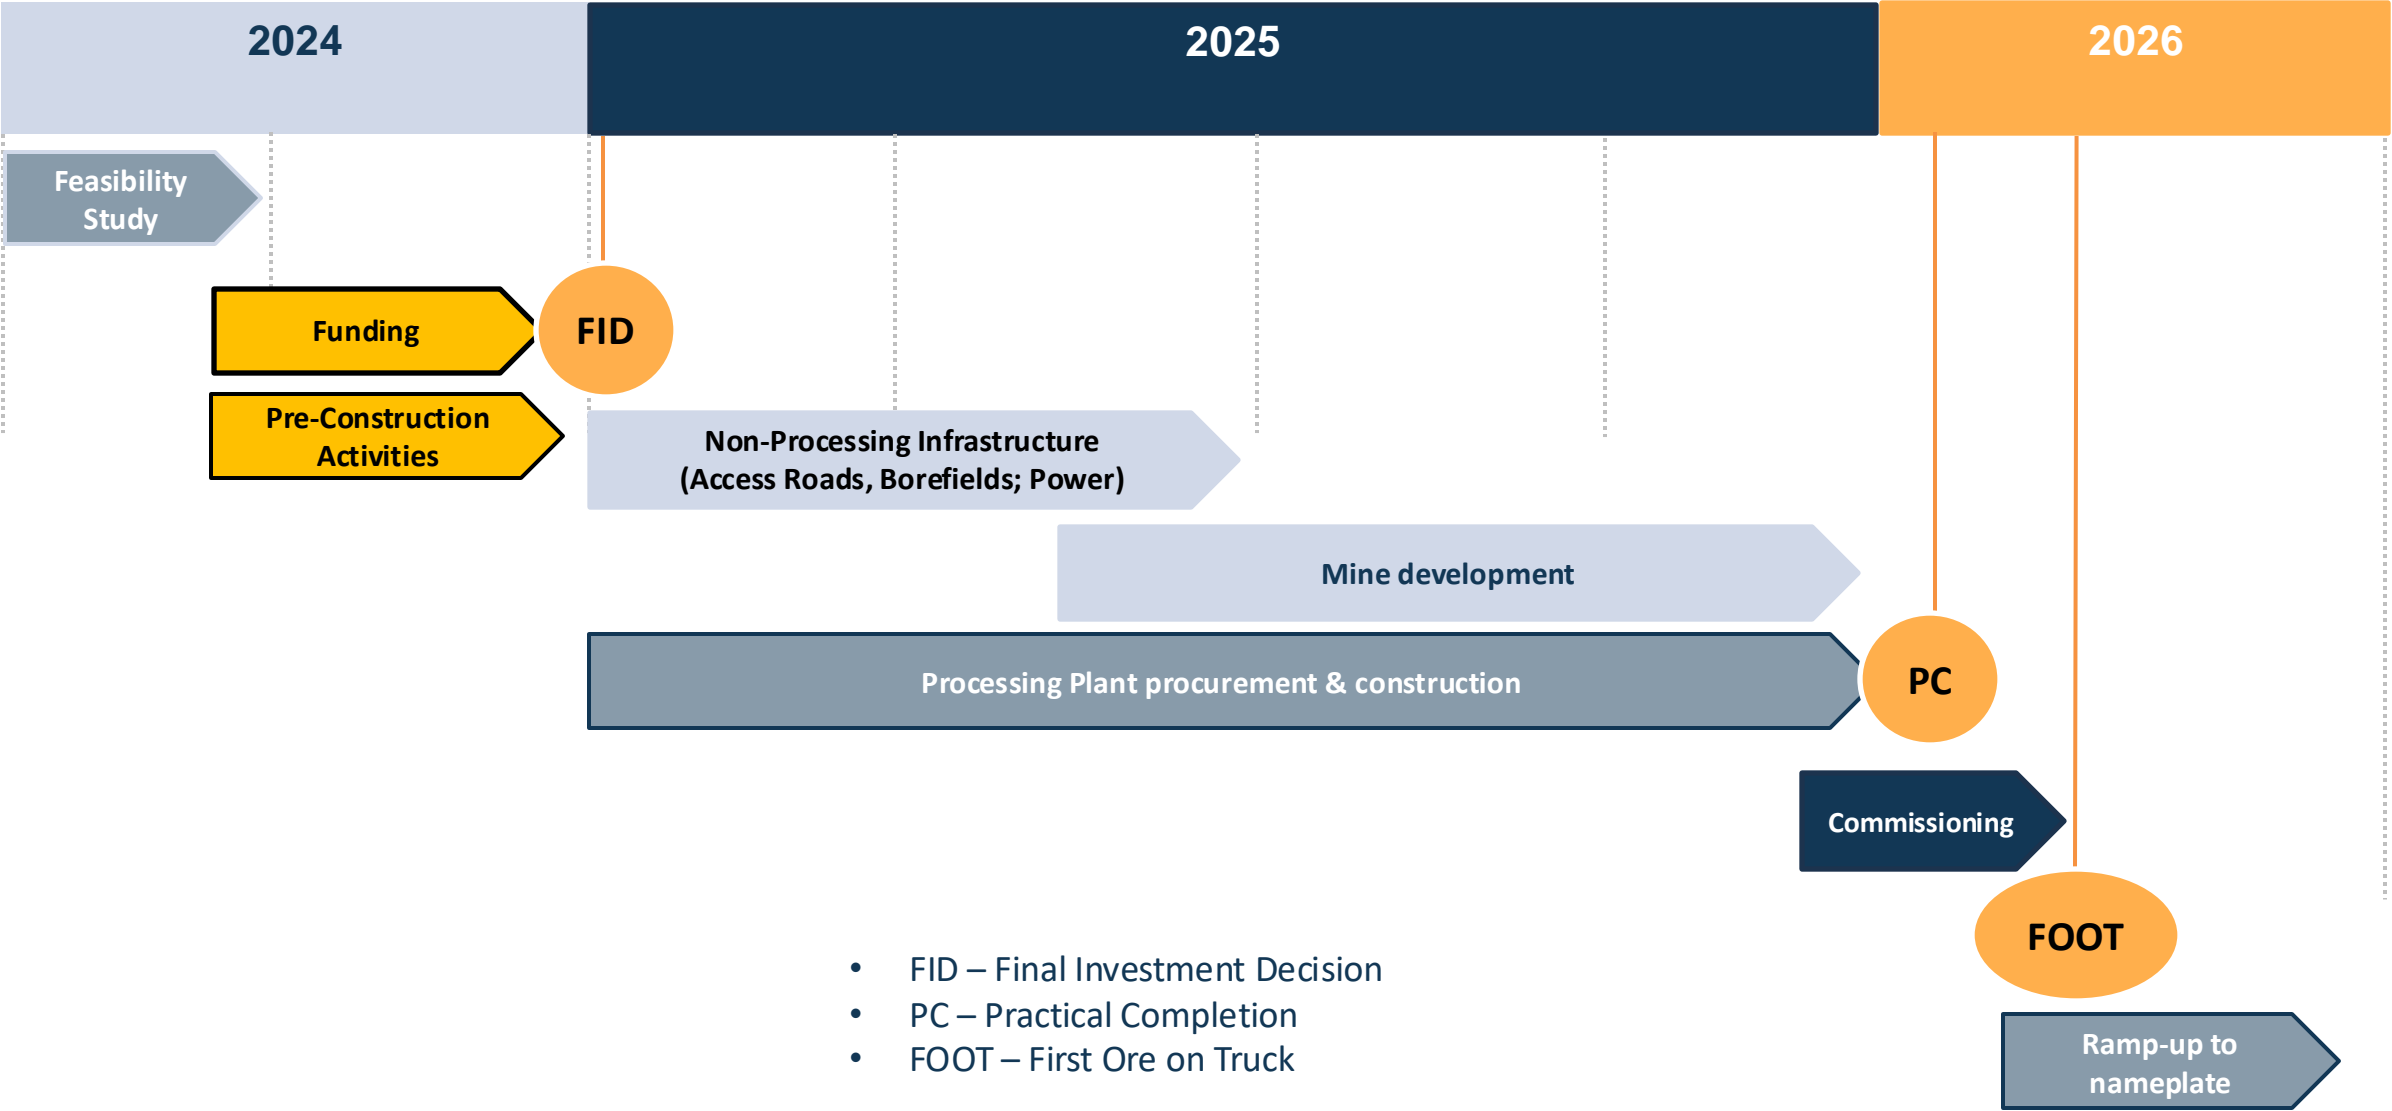 2024
2025
2026
Feasibility
Study
Funding
FID
Pre-Construction
Activities
Non-Processing Infrastructure
(Access Roads, Borefields; Power)
Mine development
Processing Plant procurement & construction
PC
Commissioning
FOOT
• FID – Final Investment Decision
• PC – Practical Completion
• FOOT – First Ore on Truck
Ramp-up to
nameplate